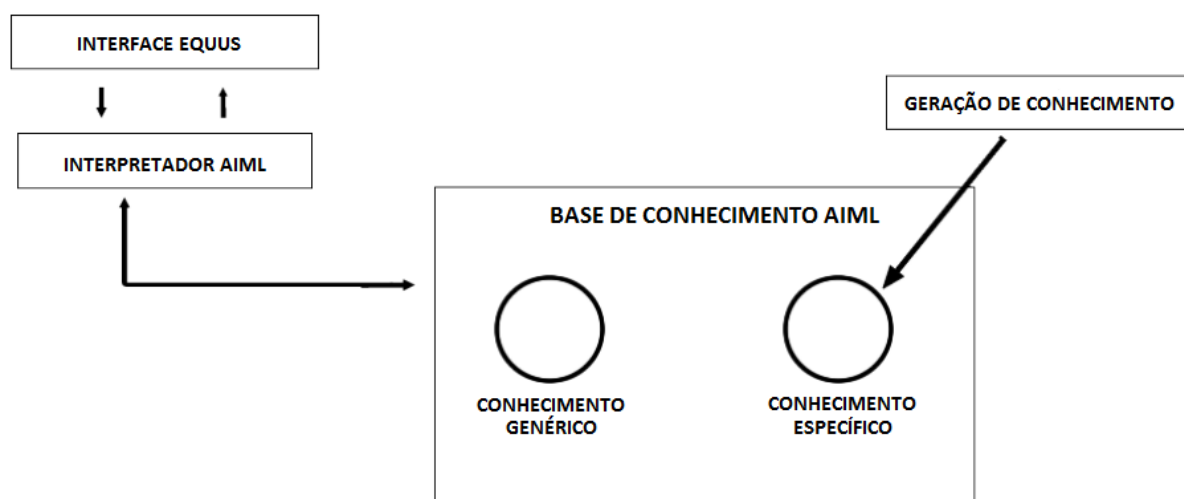 INTERFACE EQUUS
INTERPRETADOR AIML
GERAÇÃO DE CONHECIMENTO
BASE DE CONHECIMENTO AIML
CONHECIMENTO
GENÉRICO
CONHECIMENTO
ESPECÍFICO